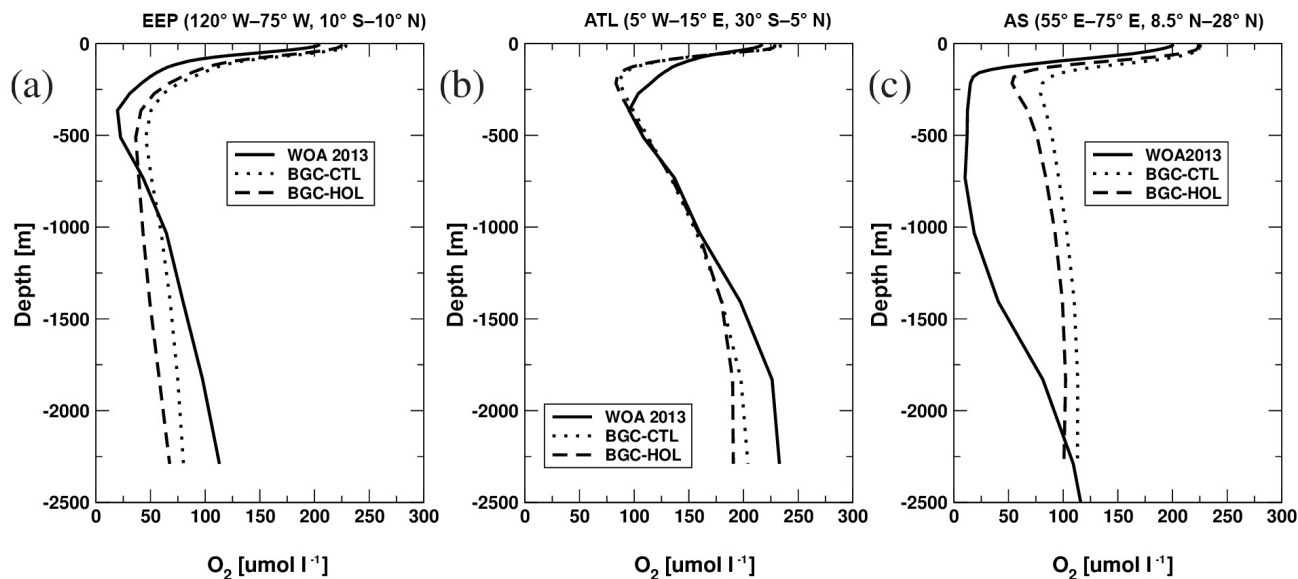 EEP (120° W–75° W, 10° S–10° N)
(a)
0
-500
-1000
-1500
-2000
-2500
Depth [m]
WOA 2013
BGC-CTL
BGC-HOL
0 50 100 150 200 250 300
O2 [umol l-1]
ATL (5° W–15° E, 30° S–5° N)
(b)
0
-500
-1000
-1500
-2000
-2500
Depth [m]
WOA 2013
BGC-CTL
BGC-HOL
0 50 100 150 200 250 300
O2 [umol l-1]
AS (55° E–75° E, 8.5° N–28° N)
(c)
0
-500
-1000
-1500
-2000
-2500
Depth [m]
WOA2013
BGC-CTL
BGC-HOL
0 50 100 150 200 250 300
O2 [umol l-1]